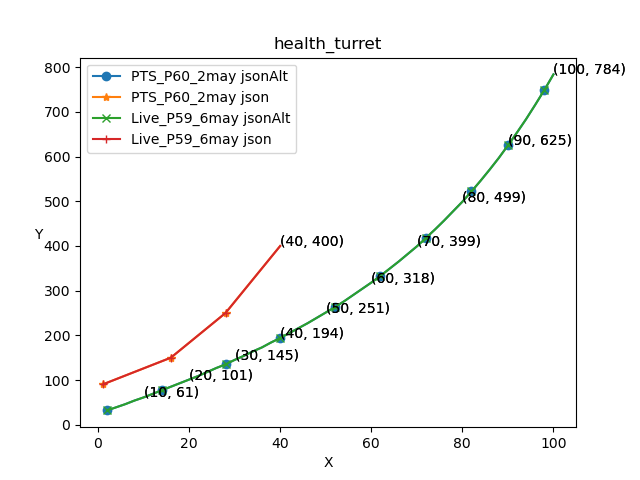 health_turret
PTS_P60_2may jsonAlt
PTS_P60_2may json
Live_P59_6may jsonAlt
Live_P59_6may json
Y
800
700
600
500
400
300
200
100
0
(100, 784)
(90, 625)
(80, 499)
(70, 399)
(40, 400)
(60, 318)
(50, 251)
(40, 194)
(30, 145)
(20, 101)
(10, 61)
0 20 40 60 80 100
X